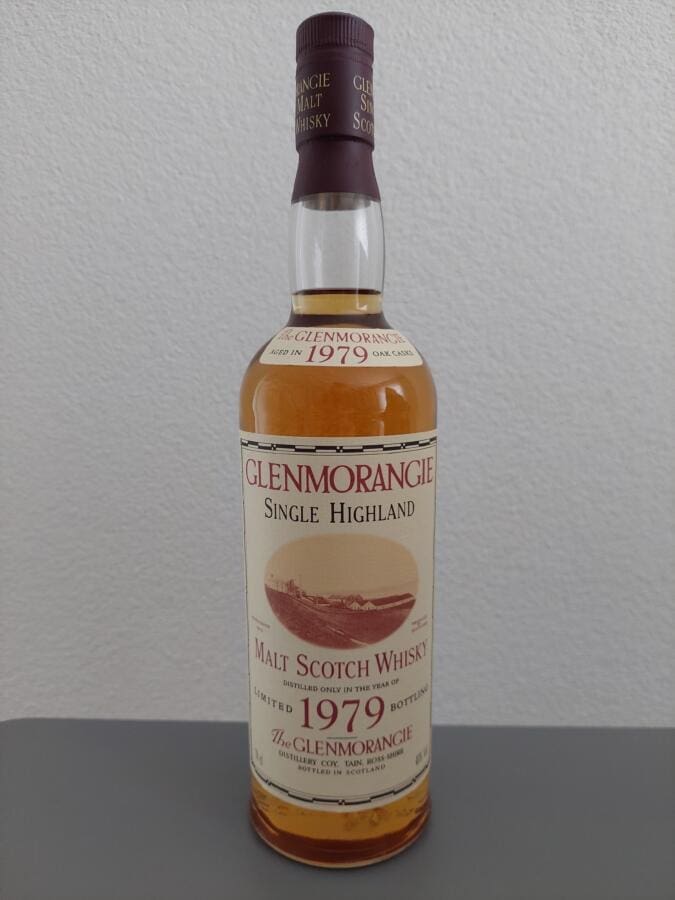 RANGIE GLEN
MALT SIN
WHISKY SCOT
The GLENMORANGIE
AGED IN 1979 OAK CASKS
GLENMORANGIE
SINGLE HIGHLAND
MALT SCOTCH WHISKY
DISTILLED ONLY IN THE YEAR OF
LIMITED 1979 BOTTLING
The GLENMORANGIE
DISTILLERY COY, TAIN, ROSS-SHIRE
BOTTLED IN SCOTLAND